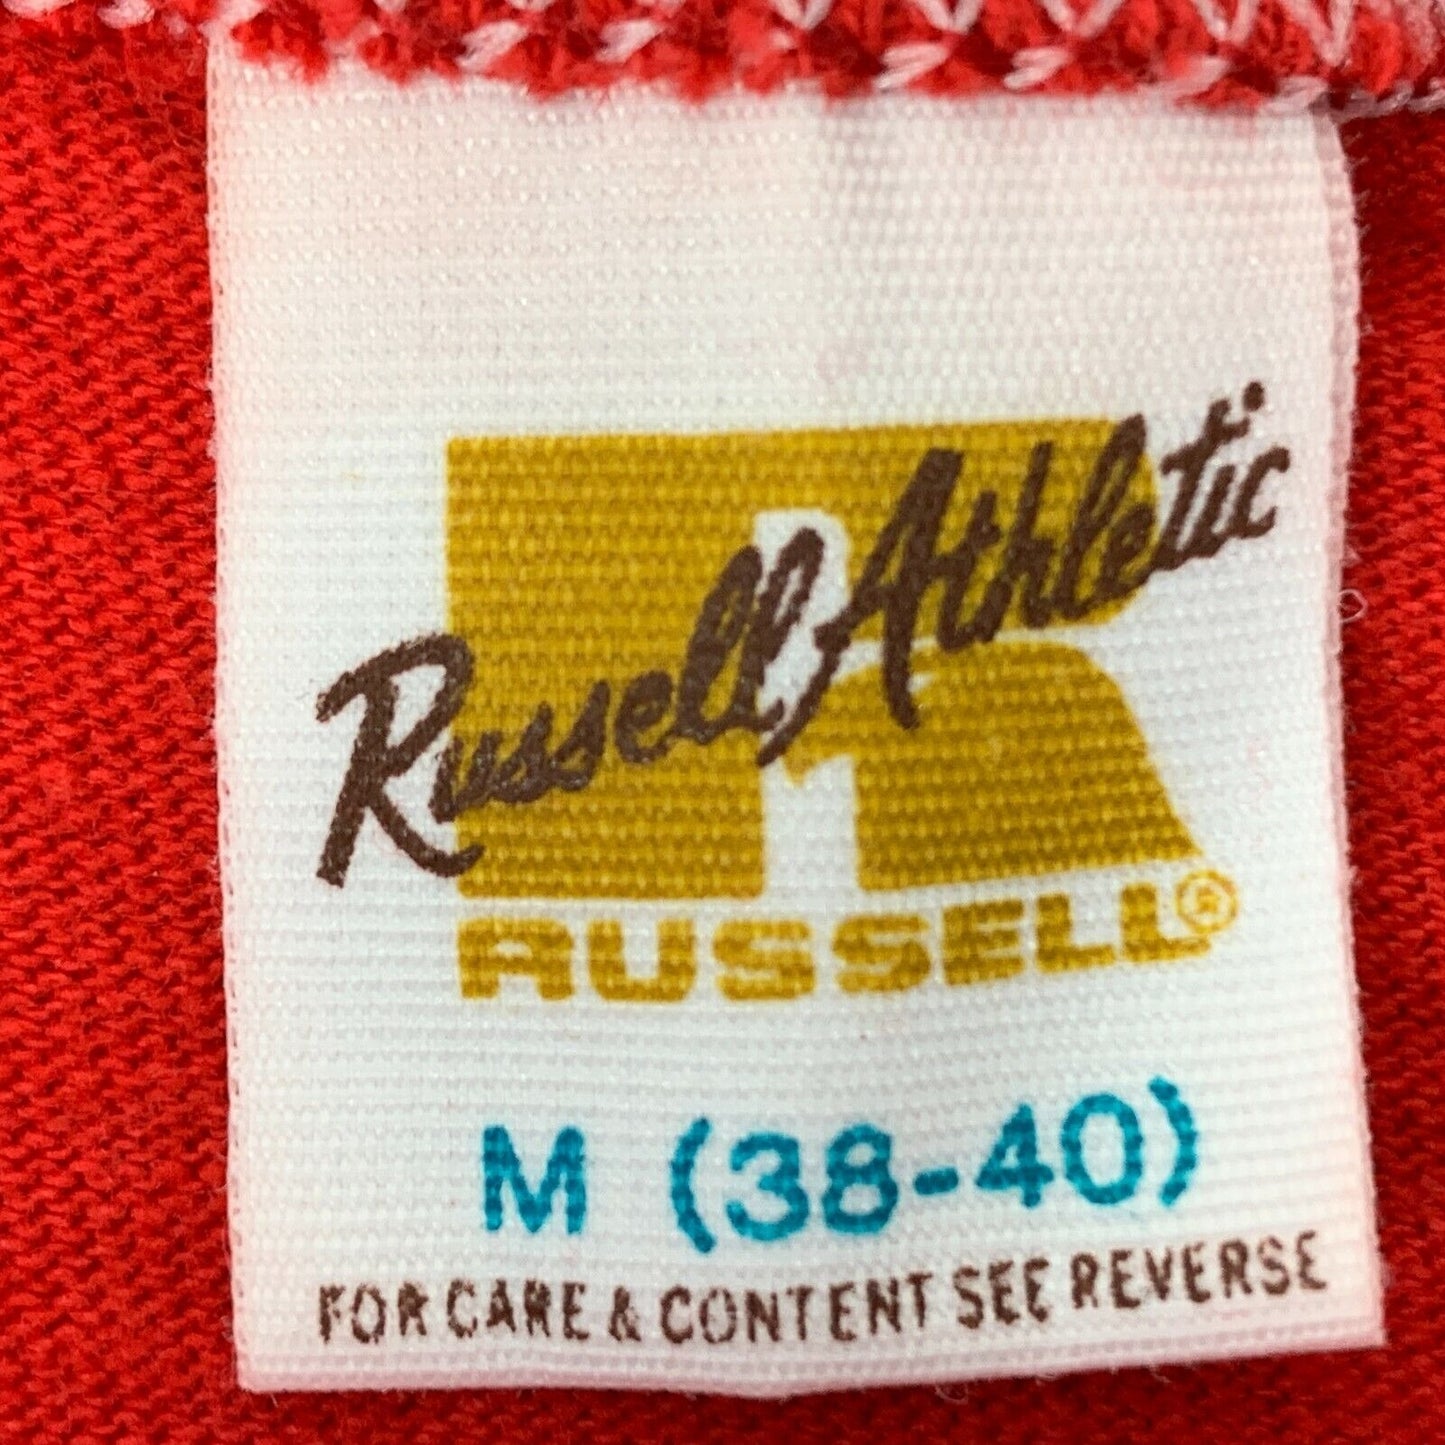 Russell Athletic
RUSSELL®
M (38-40)
FOR CARE & CONTENT SEE REVERSE